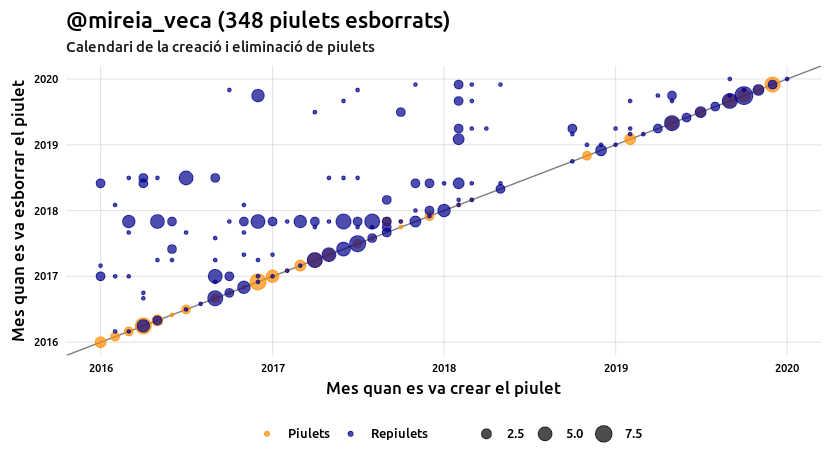 @mireia_veca (348 piulets esborrats)
Calendari de la creació i eliminació de piulets
Mes quan es va esborrar el piulet
2020
2019
2018
2017
2016
2016 2017 2018 2019 2020
Mes quan es va crear el piulet
Piulets Repiulets 2.5 5.0 7.5